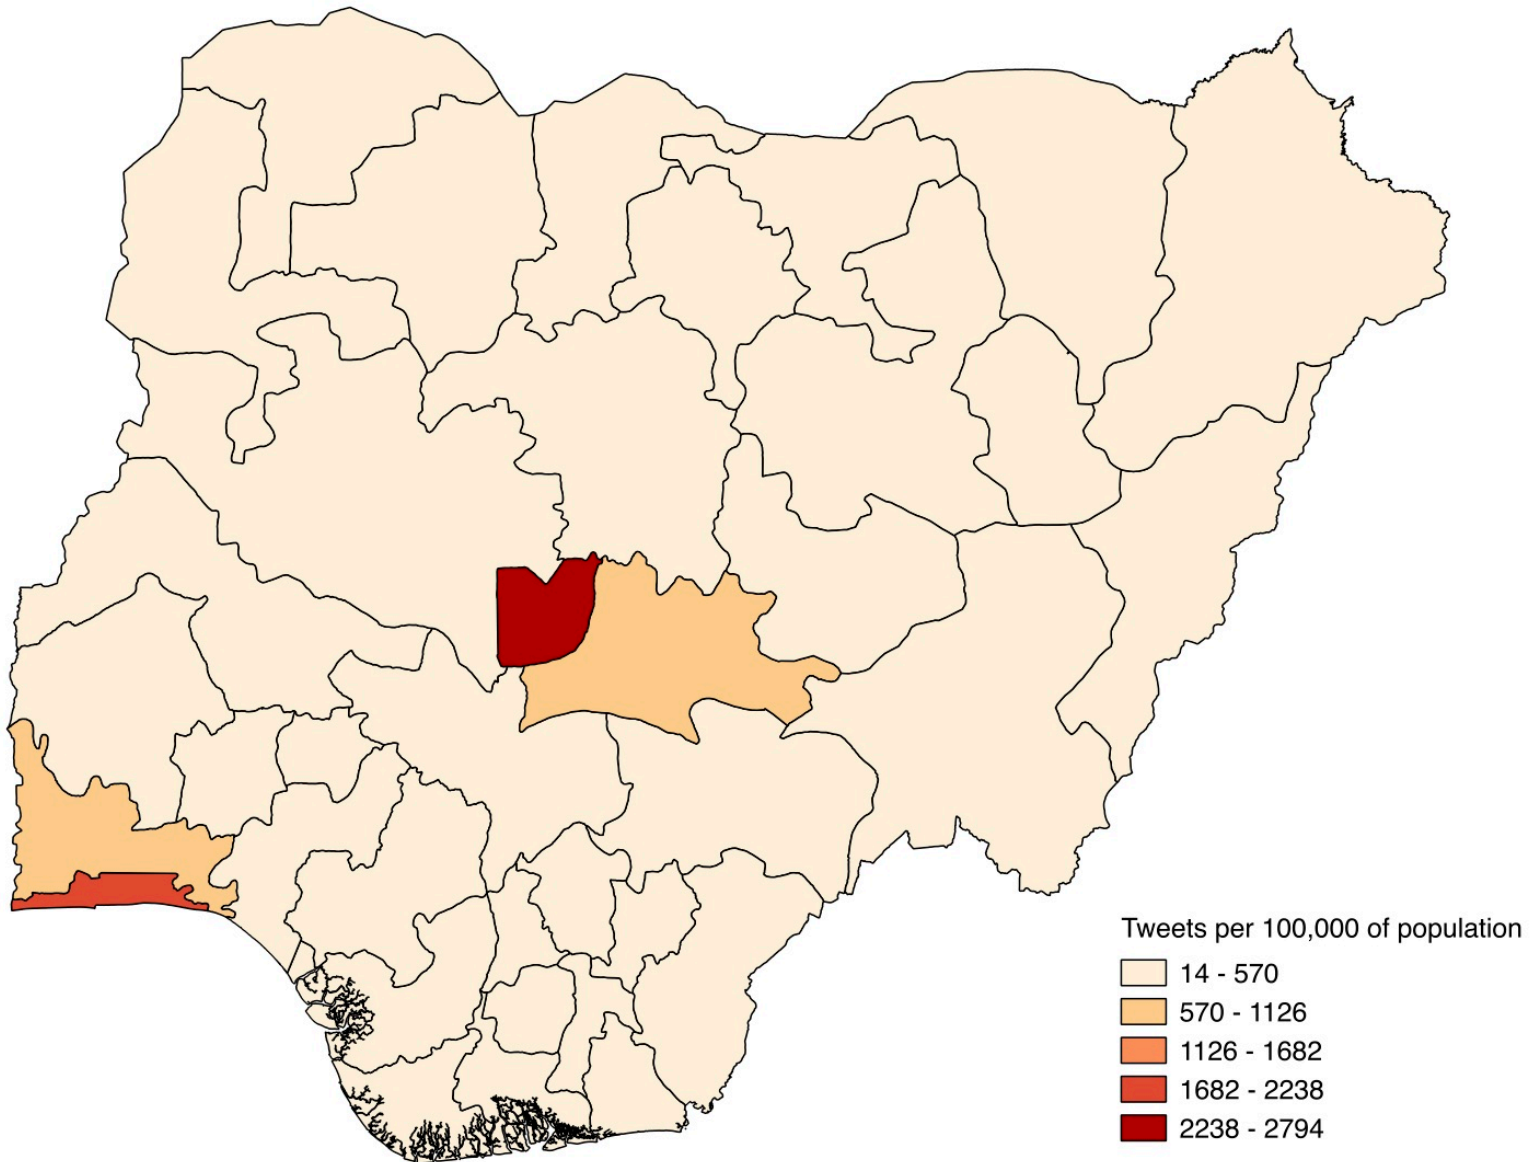 Tweets per 100,000 of population
14 - 570
570 - 1126
1126 - 1682
1682 - 2238
2238 - 2794